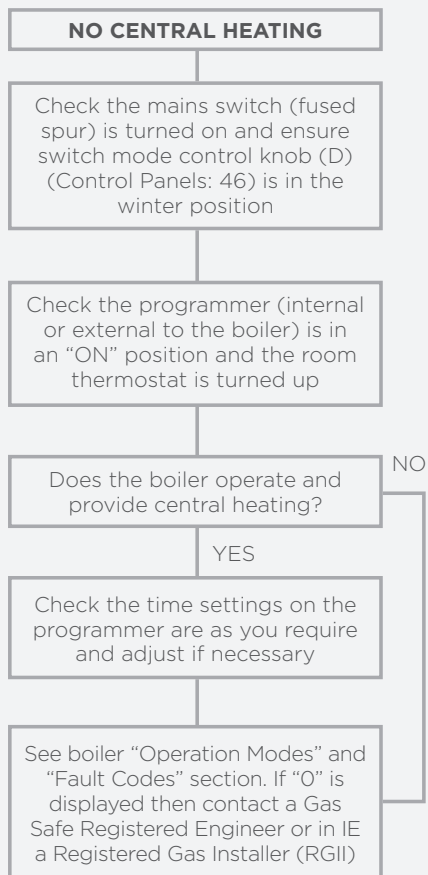 NO CENTRAL HEATING
Check the mains switch (fused
spur) is turned on and ensure
switch mode control knob (D)
(Control Panels: 46) is in the
winter position
Check the programmer (internal
or external to the boiler) is in
an “ON” position and the room
thermostat is turned up
Does the boiler operate and
provide central heating?
NO
YES
Check the time settings on the
programmer are as you require
and adjust if necessary
See boiler “Operation Modes” and
“Fault Codes” section. If “0” is
displayed then contact a Gas
Safe Registered Engineer or in IE
a Registered Gas Installer (RGII)